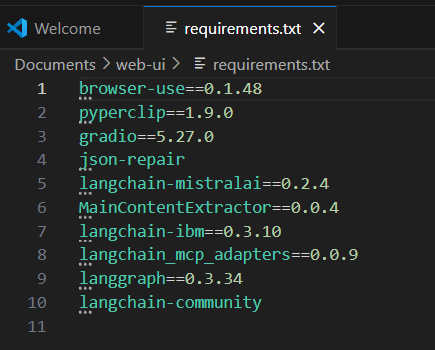 Welcome
requirements.txt
Documents > web-ui > requirements.txt
1 browser-use==0.1.48
2 pyperclip==1.9.0
3 gradio==5.27.0
4 json-repair
5 langchain-mistralai==0.2.4
6 MainContentExtractor==0.0.4
7 langchain-ibm==0.3.10
8 langchain_mcp_adapters==0.0.9
9 langgraph==0.3.34
10 langchain-community
11